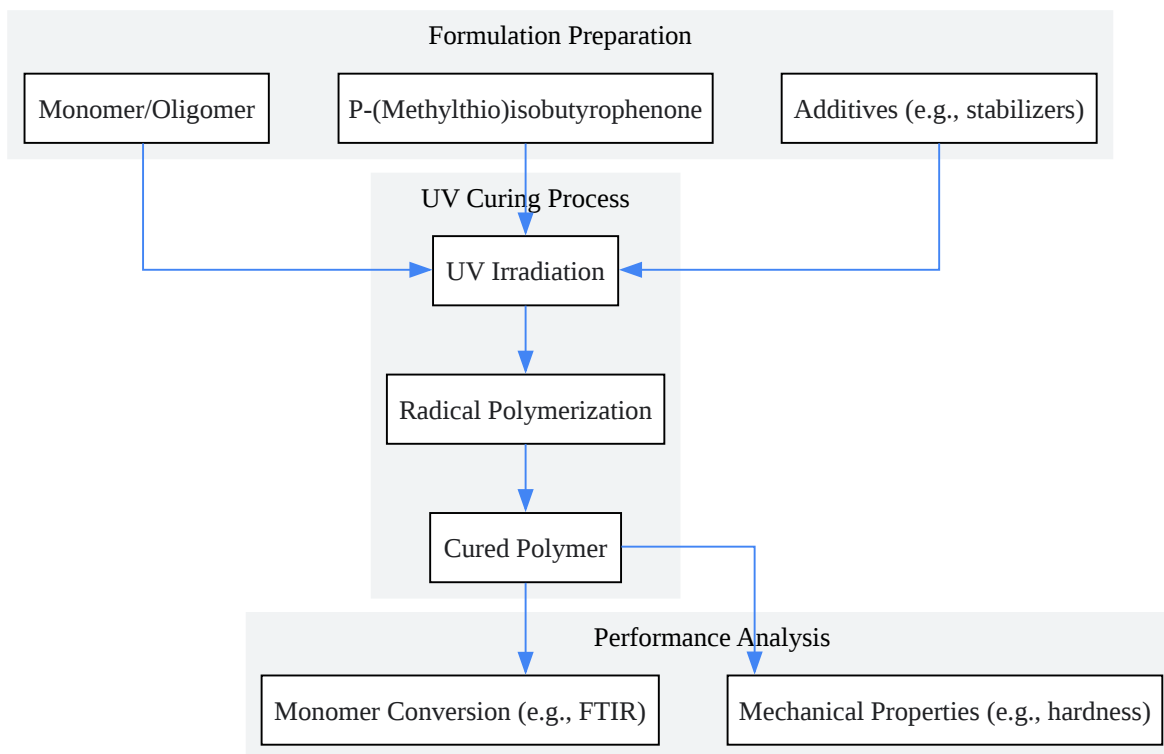 Formulation Preparation
Monomer/Oligomer
P-(Methylthio)isobutyrophenone
Additives (e.g., stabilizers)
UV Curing Process
UV Irradiation
Radical Polymerization
Cured Polymer
Performance Analysis
Monomer Conversion (e.g., FTIR)
Mechanical Properties (e.g., hardness)